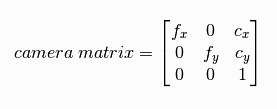 camera matrix = [ f_x 0 c_x
0 f_y c_y
0 0 1 ]